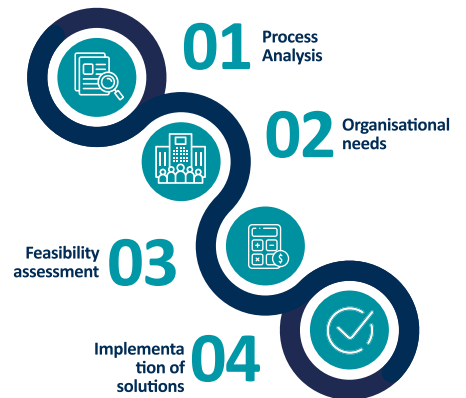 01
Process
Analysis
02
Organisational
needs
Feasibility
assessment
03
Implementa
tion of
solutions
04
$